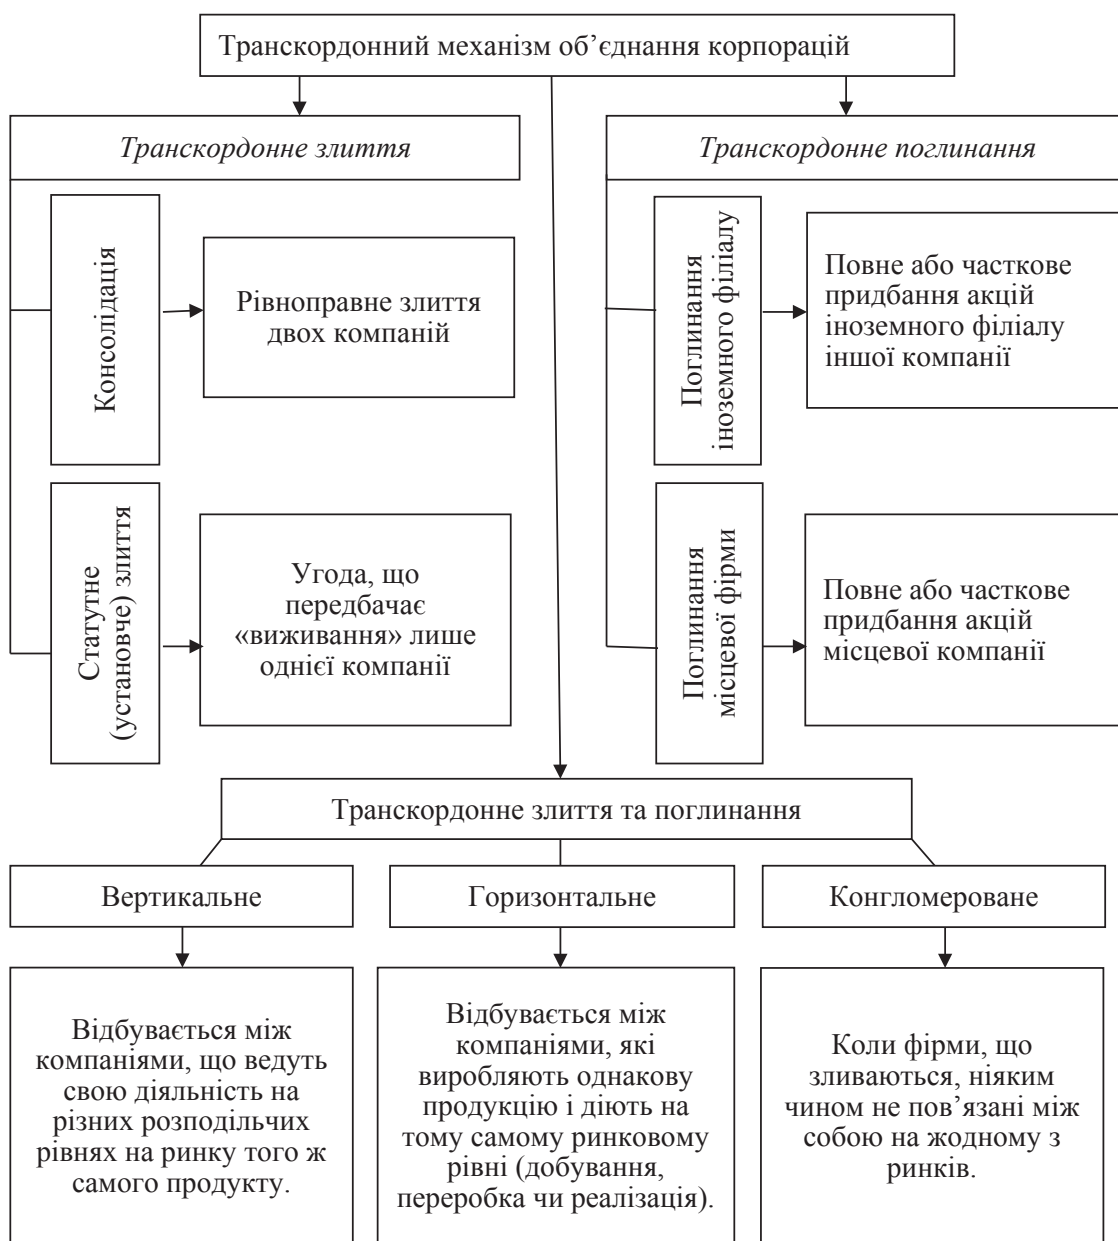 Транскордонний механізм об’єднання корпорацій
Транскордонне злиття
Транскордонне поглинання
Консолідація
Рівноправне злиття
двох компаній
Поглинання
іноземного філіалу
Повне або часткове
придбання акцій
іноземного філіалу
іншої компанії
Статутне
(установче) злиття
Угода, що
передбачає
«виживання» лише
однієї компанії
Поглинання
місцевої фірми
Повне або часткове
придбання акцій
місцевої компанії
Транскордонне злиття та поглинання
Вертикальне
Горизонтальне
Конгломероване
Відбувається між
компаніями, що ведуть
свою діяльність на
різних розподільчих
рівнях на ринку того ж
самого продукту.
Відбувається між
компаніями, які
виробляють однакову
продукцію і діють на
тому самому ринковому
рівні (добування,
переробка чи реалізація).
Коли фірми, що
зливаються, ніяким
чином не пов’язані між
собою на жодному з
ринків.